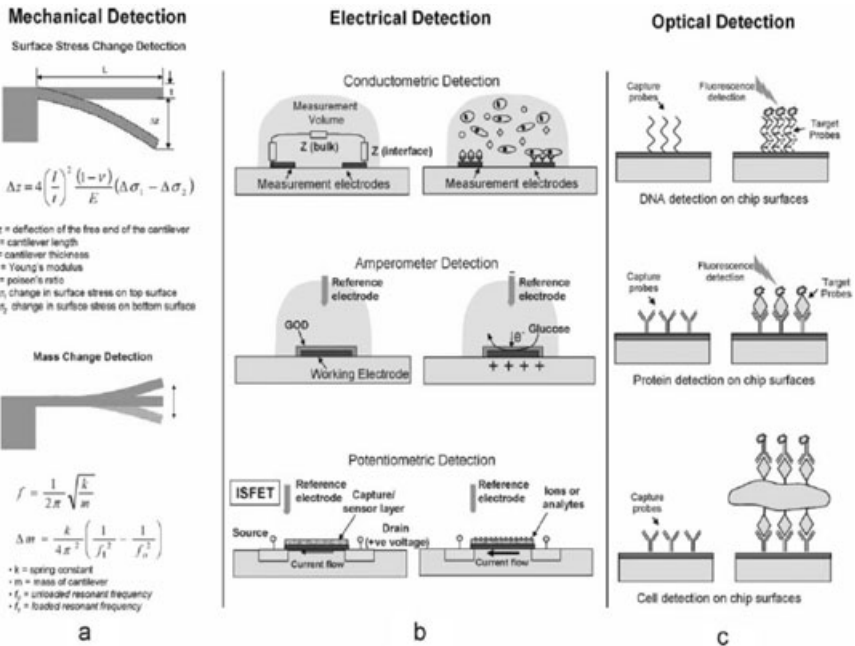 Mechanical Detection
Surface Stress Change Detection
L
t
Δz
Δz = 4 (l/t)² (1−ν)/E (Δσ₁ − Δσ₂)
z = deflection of the free end of the cantilever
= cantilever length
= cantilever thickness
= Young's modulus
= poison's ratio
change in surface stress on top surface
change in surface stress on bottom surface
Mass Change Detection
f = 1/2π √k/m
Δm = k/4π² (1/f₁² − 1/f₀²)
• k = spring constant
• m = mass of cantilever
• f₀ = unloaded resonant frequency
• f₁ = loaded resonant frequency
a
Electrical Detection
Conductometric Detection
Measurement
Volume
Z (bulk)
Z (interface)
Measurement electrodes
Measurement electrodes
Amperometer Detection
Reference
electrode
GOD
Working Electrode
Reference
electrode
Glucose
+ + + +
Potentiometric Detection
ISFET
Reference
electrode
Capture/
sensor layer
Source
Drain
(+ve voltage)
Current flow
Reference
electrode
Ions or
analytes
Current flow
b
Optical Detection
Capture
probes
Fluorescence
detection
Target
Probes
DNA detection on chip surfaces
Capture
probes
Fluorescence
detection
Target
Probes
Protein detection on chip surfaces
Capture
probes
Cell detection on chip surfaces
c